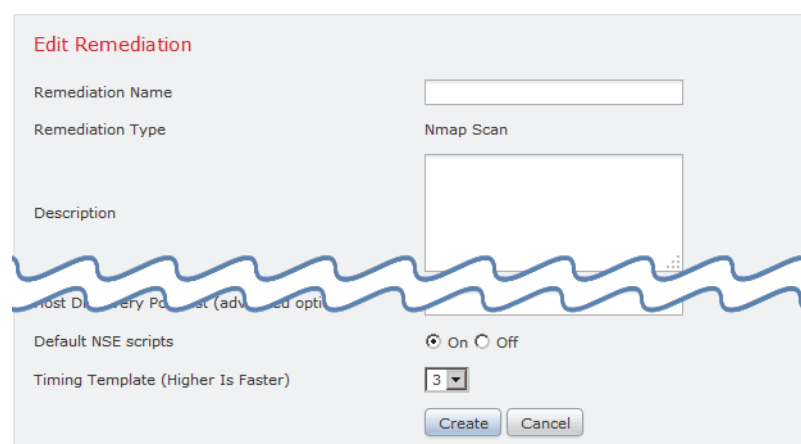 Edit Remediation
Remediation Name
Remediation Type Nmap Scan
Description
(adv
Default NSE scripts On Off
Timing Template (Higher Is Faster) 3
Create Cancel